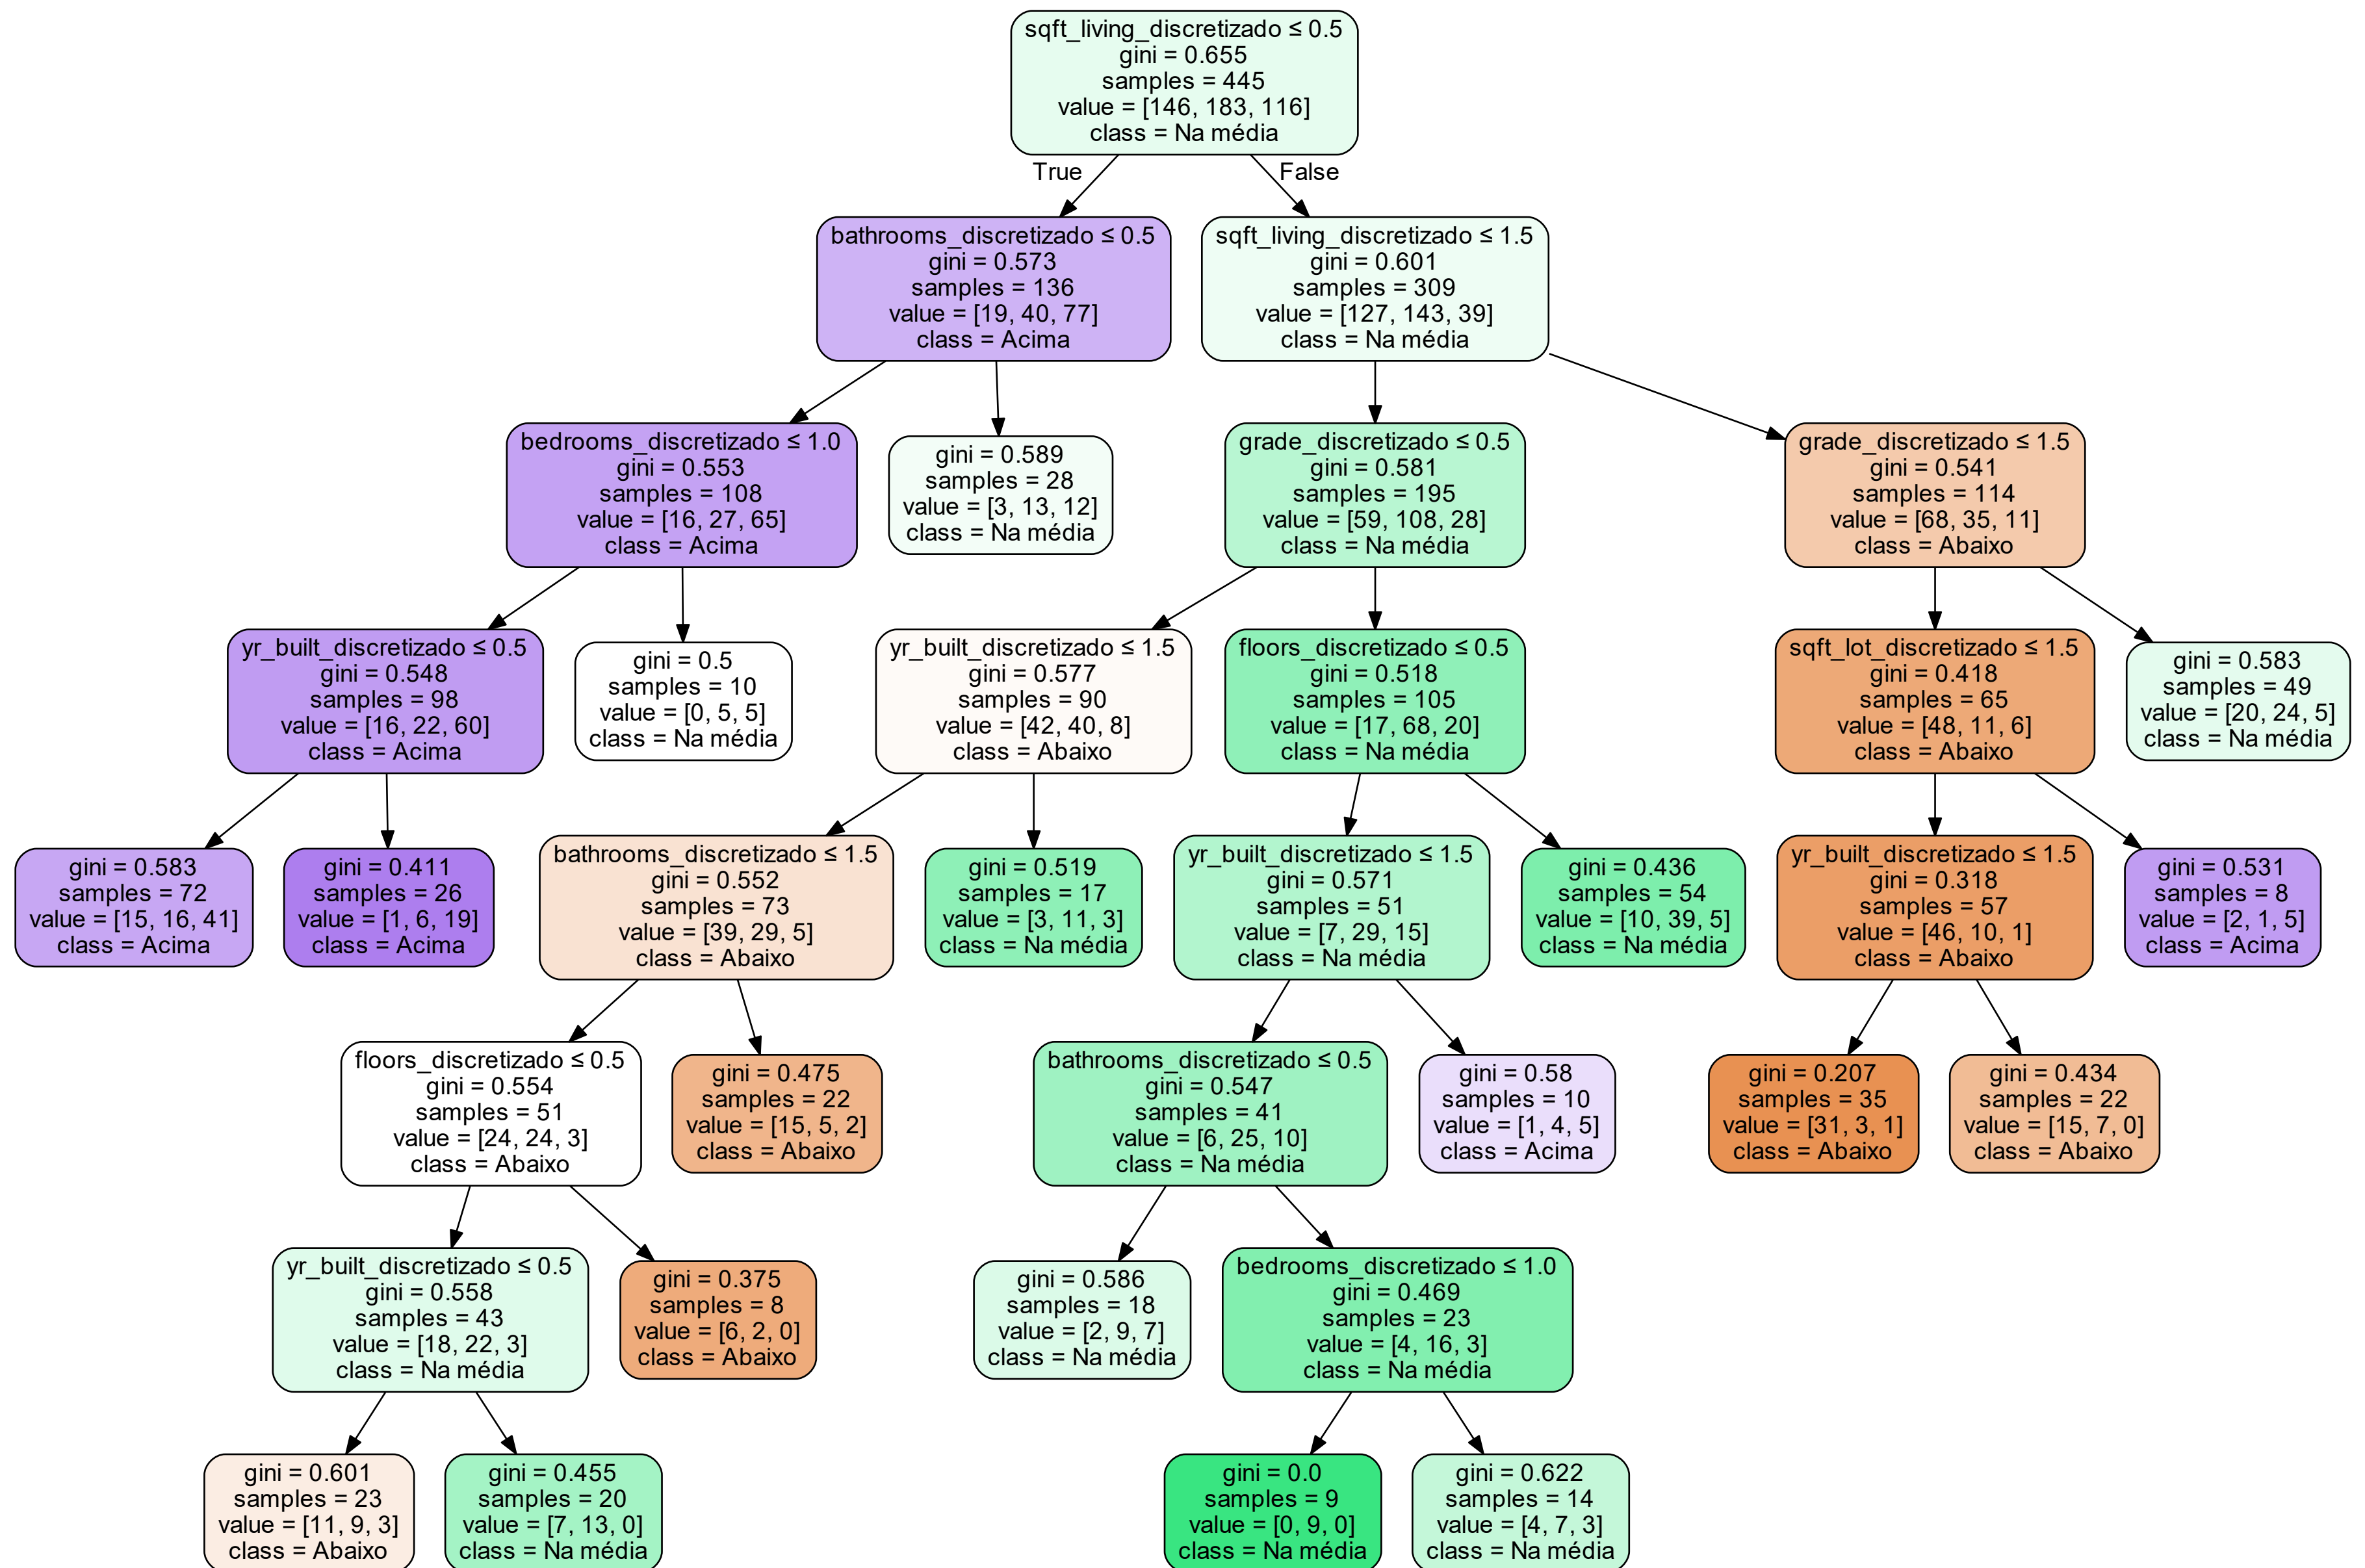 sqft_living_discretizado ≤ 0.5
gini = 0.655
samples = 445
value = [146, 183, 116]
class = Na média
True
False
bathrooms_discretizado ≤ 0.5
gini = 0.573
samples = 136
value = [19, 40, 77]
class = Acima
sqft_living_discretizado ≤ 1.5
gini = 0.601
samples = 309
value = [127, 143, 39]
class = Na média
bedrooms_discretizado ≤ 1.0
gini = 0.553
samples = 108
value = [16, 27, 65]
class = Acima
gini = 0.589
samples = 28
value = [3, 13, 12]
class = Na média
grade_discretizado ≤ 0.5
gini = 0.581
samples = 195
value = [59, 108, 28]
class = Na média
grade_discretizado ≤ 1.5
gini = 0.541
samples = 114
value = [68, 35, 11]
class = Abaixo
yr_built_discretizado ≤ 0.5
gini = 0.548
samples = 98
value = [16, 22, 60]
class = Acima
gini = 0.5
samples = 10
value = [0, 5, 5]
class = Na média
yr_built_discretizado ≤ 1.5
gini = 0.577
samples = 90
value = [42, 40, 8]
class = Abaixo
floors_discretizado ≤ 0.5
gini = 0.518
samples = 105
value = [17, 68, 20]
class = Na média
sqft_lot_discretizado ≤ 1.5
gini = 0.418
samples = 65
value = [48, 11, 6]
class = Abaixo
gini = 0.583
samples = 49
value = [20, 24, 5]
class = Na média
gini = 0.583
samples = 72
value = [15, 16, 41]
class = Acima
gini = 0.411
samples = 26
value = [1, 6, 19]
class = Acima
bathrooms_discretizado ≤ 1.5
gini = 0.552
samples = 73
value = [39, 29, 5]
class = Abaixo
gini = 0.519
samples = 17
value = [3, 11, 3]
class = Na média
yr_built_discretizado ≤ 1.5
gini = 0.571
samples = 51
value = [7, 29, 15]
class = Na média
gini = 0.436
samples = 54
value = [10, 39, 5]
class = Na média
yr_built_discretizado ≤ 1.5
gini = 0.318
samples = 57
value = [46, 10, 1]
class = Abaixo
gini = 0.531
samples = 8
value = [2, 1, 5]
class = Acima
floors_discretizado ≤ 0.5
gini = 0.554
samples = 51
value = [24, 24, 3]
class = Abaixo
gini = 0.475
samples = 22
value = [15, 5, 2]
class = Abaixo
bathrooms_discretizado ≤ 0.5
gini = 0.547
samples = 41
value = [6, 25, 10]
class = Na média
gini = 0.58
samples = 10
value = [1, 4, 5]
class = Acima
gini = 0.207
samples = 35
value = [31, 3, 1]
class = Abaixo
gini = 0.434
samples = 22
value = [15, 7, 0]
class = Abaixo
yr_built_discretizado ≤ 0.5
gini = 0.558
samples = 43
value = [18, 22, 3]
class = Na média
gini = 0.375
samples = 8
value = [6, 2, 0]
class = Abaixo
gini = 0.586
samples = 18
value = [2, 9, 7]
class = Na média
bedrooms_discretizado ≤ 1.0
gini = 0.469
samples = 23
value = [4, 16, 3]
class = Na média
gini = 0.601
samples = 23
value = [11, 9, 3]
class = Abaixo
gini = 0.455
samples = 20
value = [7, 13, 0]
class = Na média
gini = 0.0
samples = 9
value = [0, 9, 0]
class = Na média
gini = 0.622
samples = 14
value = [4, 7, 3]
class = Na média